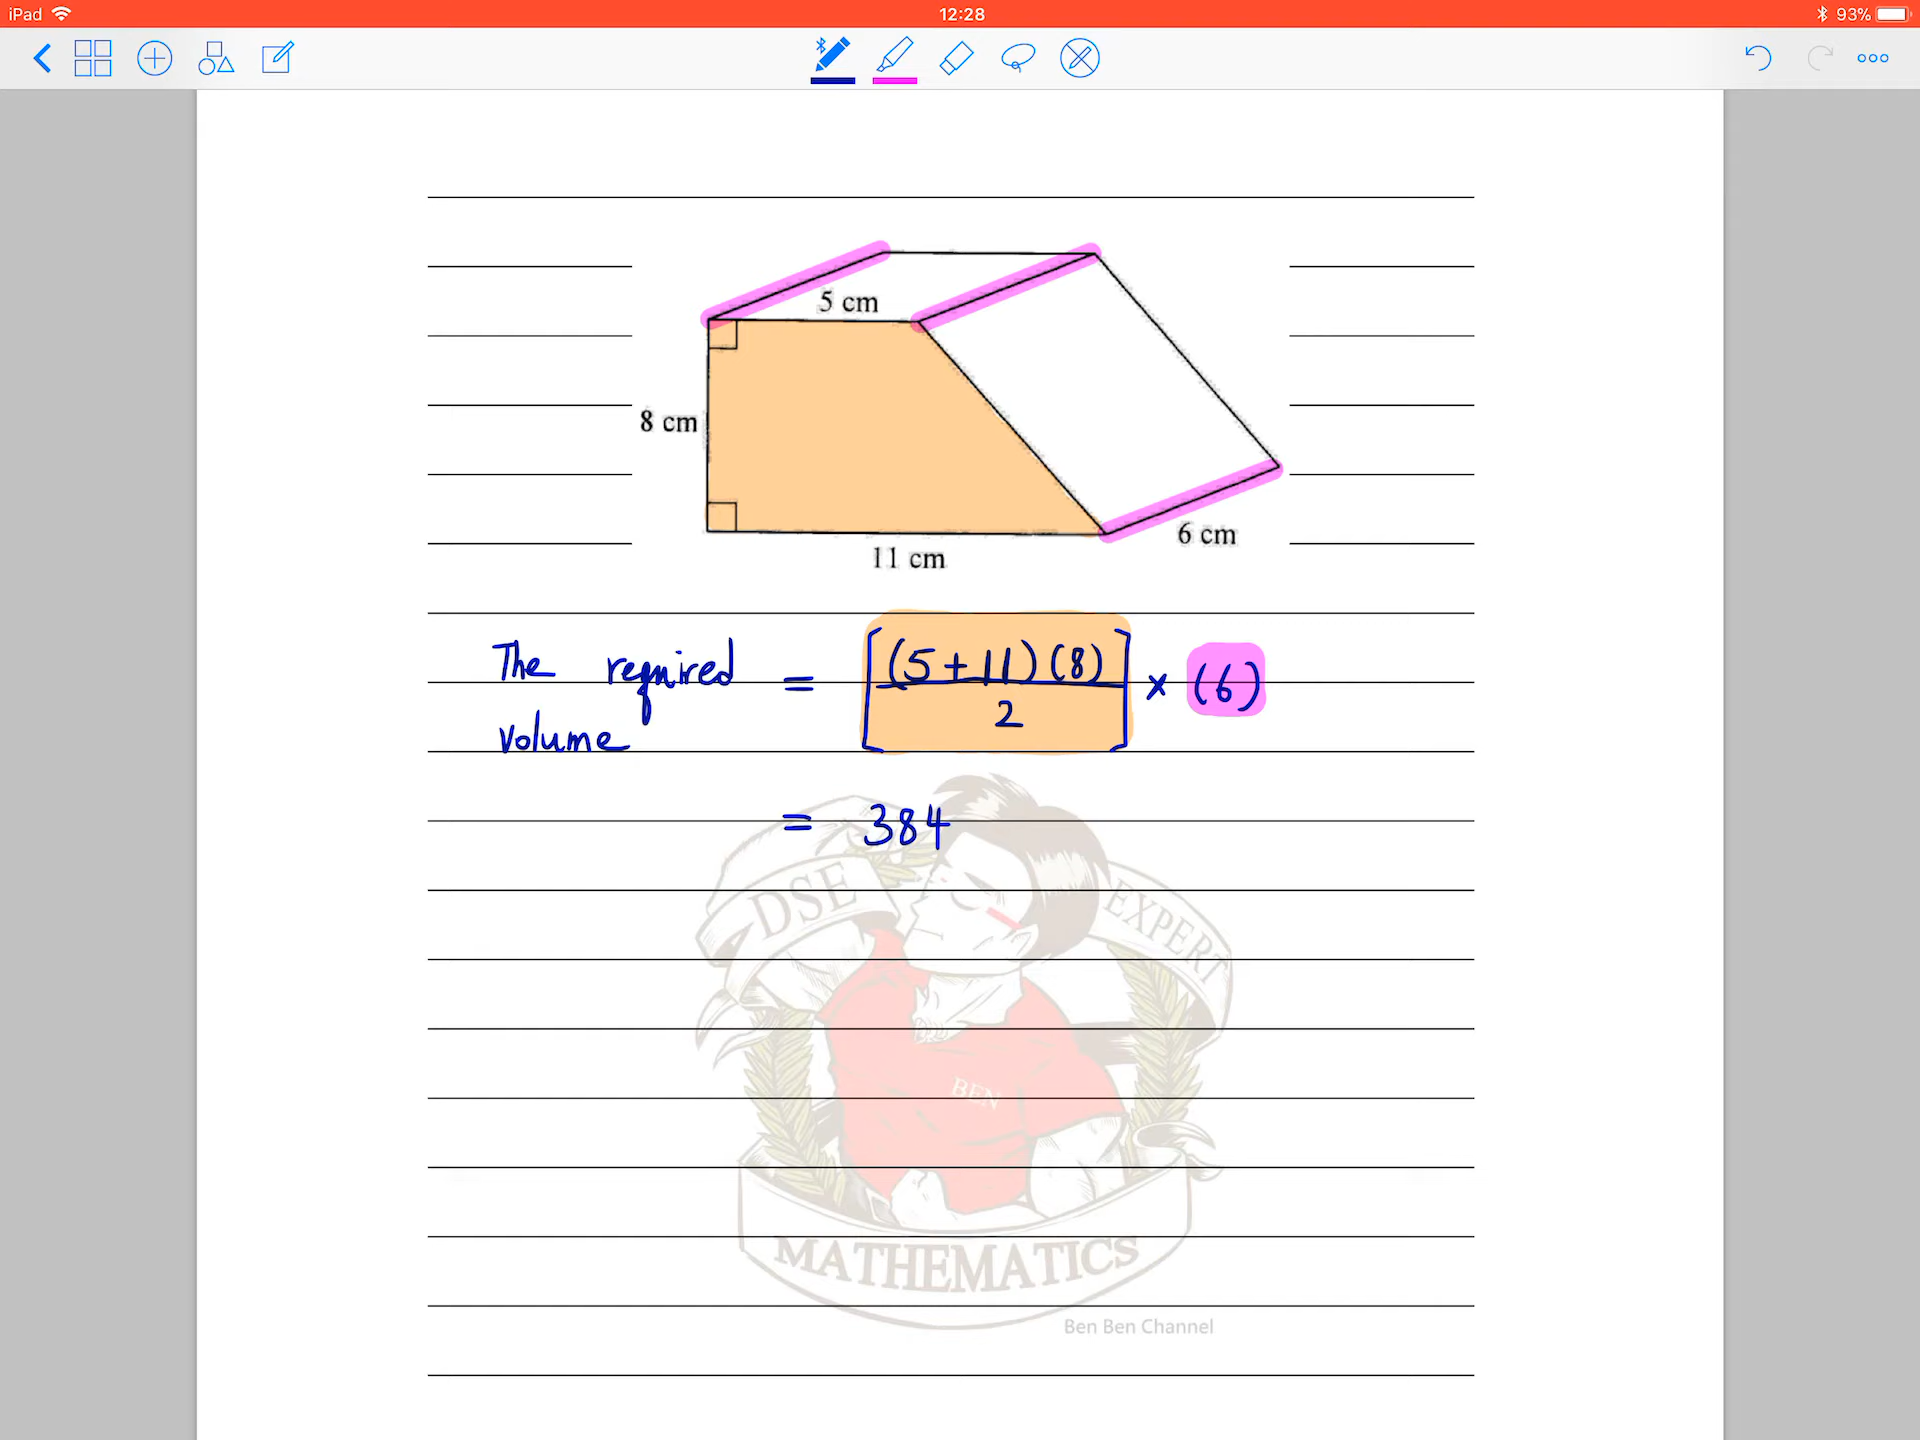 iPad 12:28 93%
5 cm
8 cm
6 cm
11 cm
The required volume = [(5+11)(8)/2] × (6)
= 384
DSE EXPERT
BEN
MATHEMATICS
Ben Ben Channel